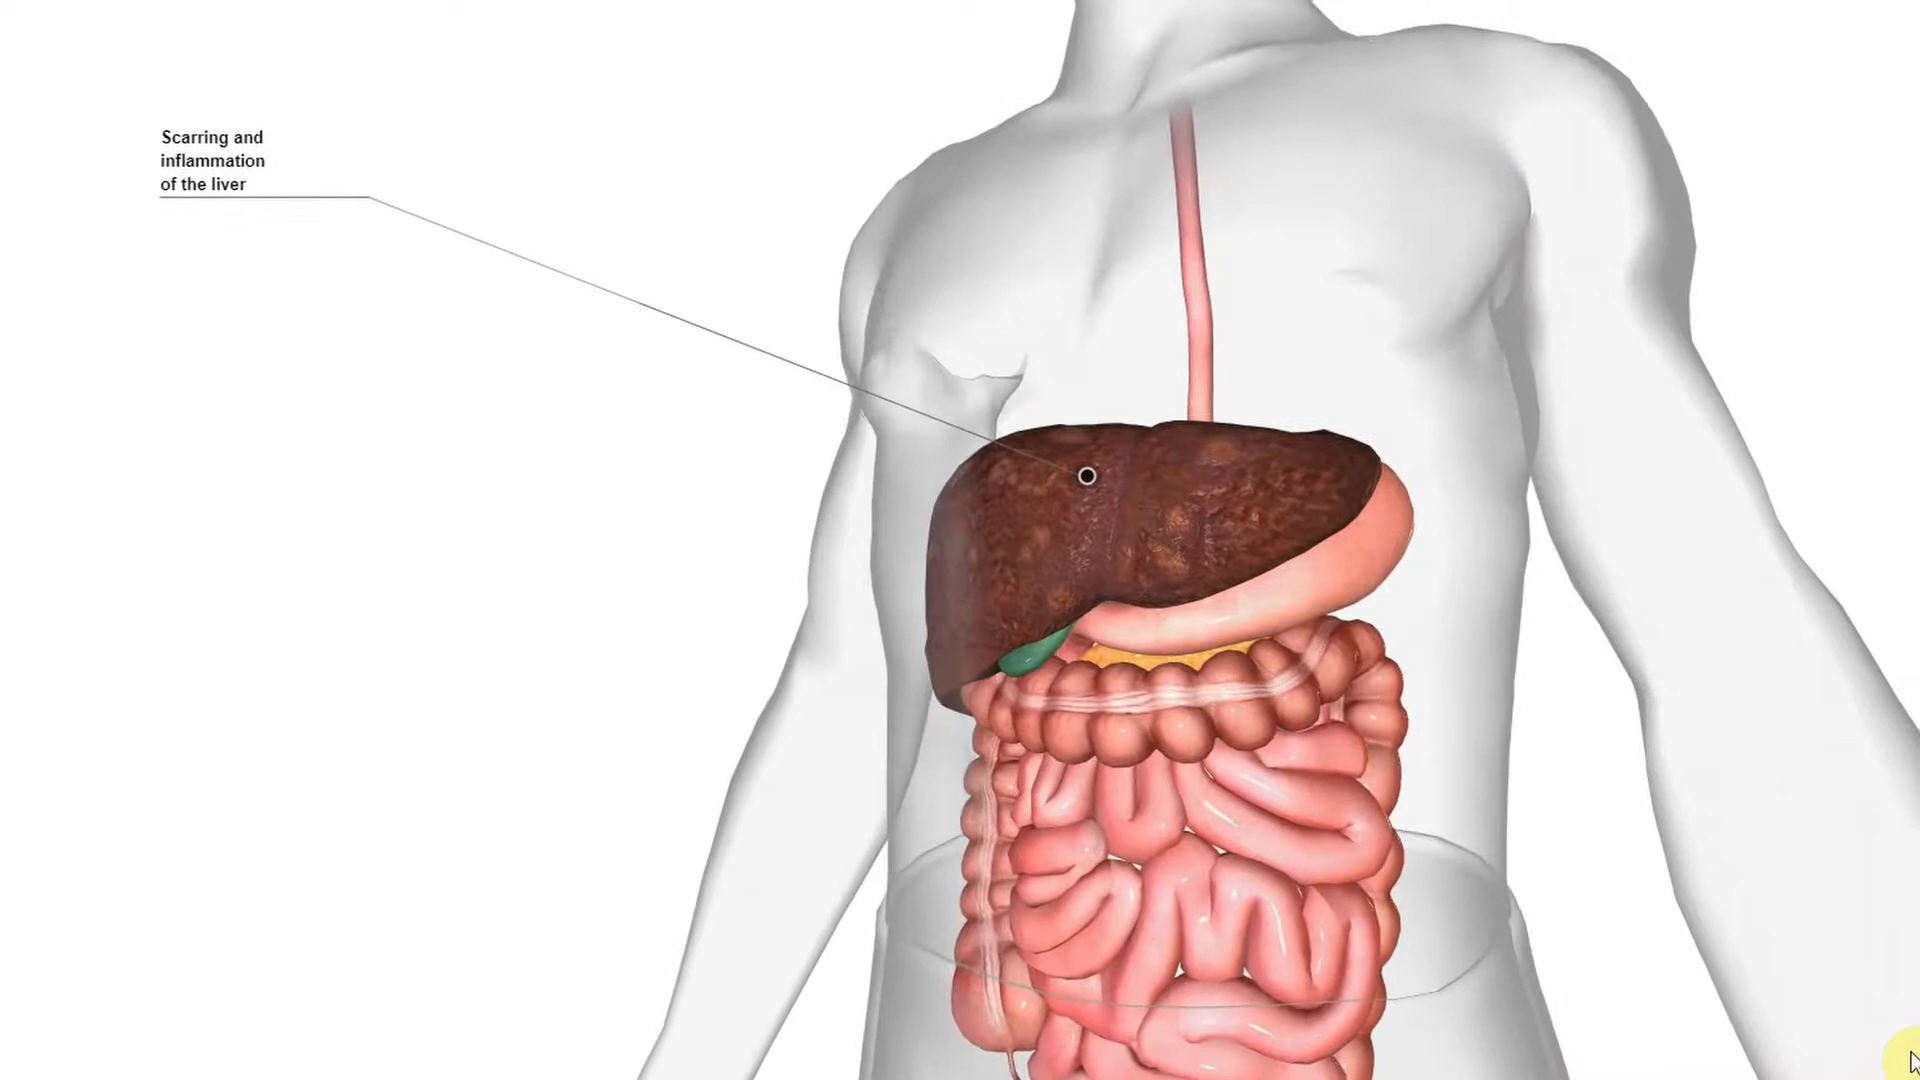 Scarring and
inflammation
of the liver